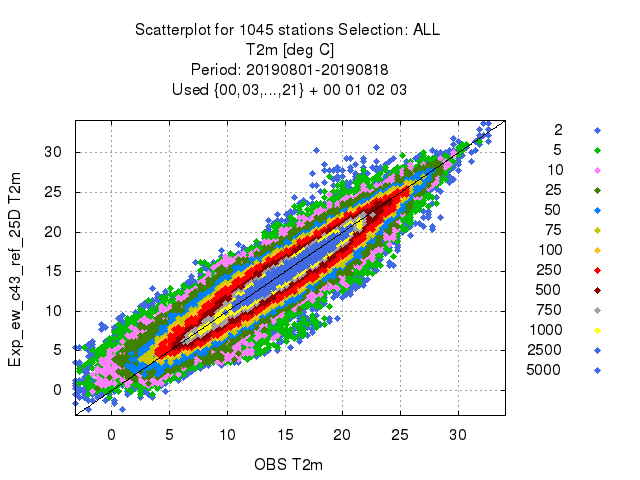 Scatterplot for 1045 stations Selection: ALL
T2m [deg C]
Period: 20190801-20190818
Used {00,03,...,21} + 00 01 02 03
Exp_ew_c43_ref_25D T2m
30
25
20
15
10
5
0
0 5 10 15 20 25 30
OBS T2m
2
5
10
25
50
75
100
250
500
750
1000
2500
5000